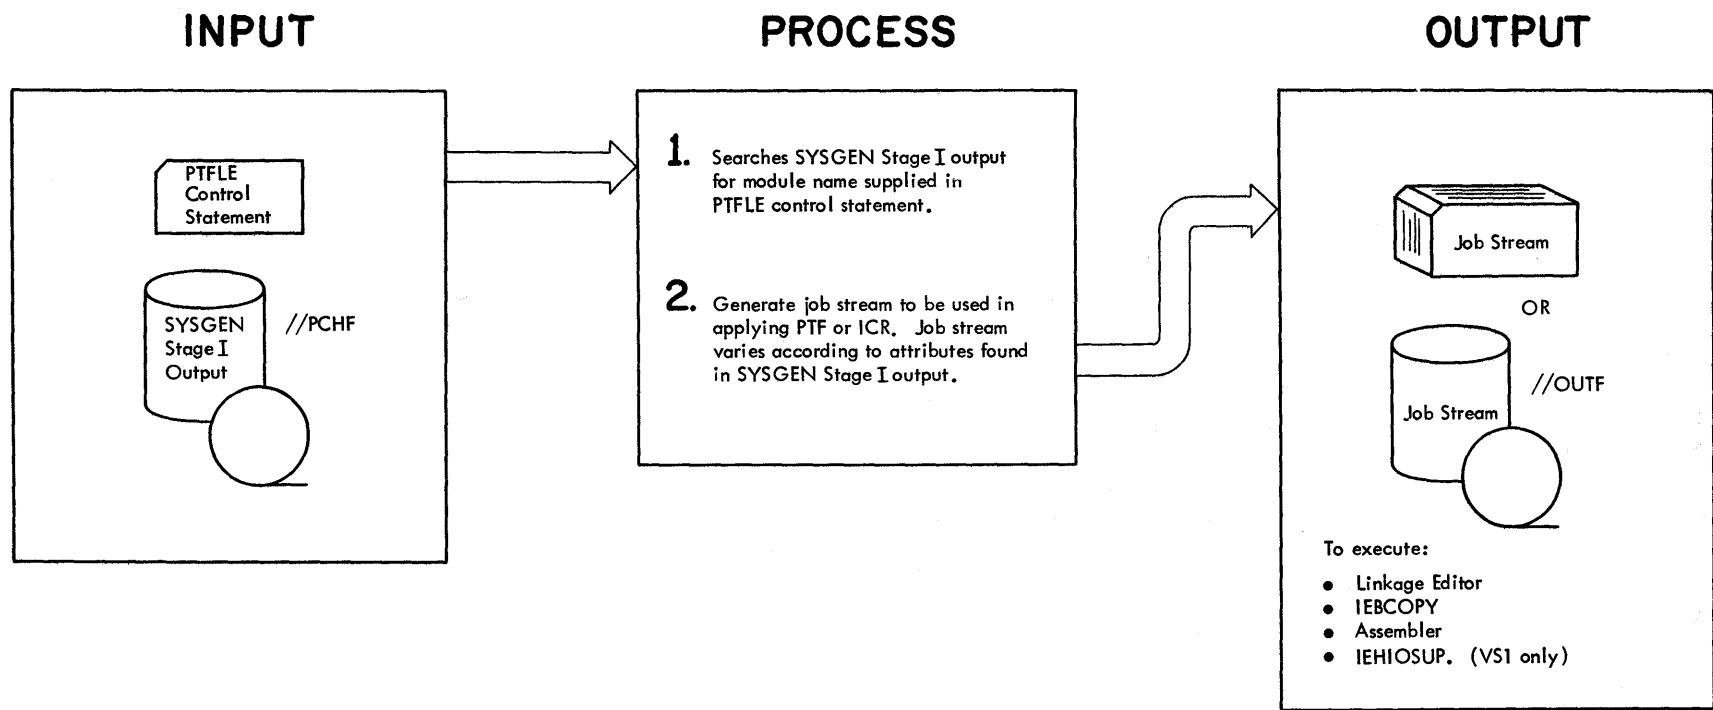 INPUT
PTFLE
Control
Statement
SYSGEN
Stage I
Output
//PCHF
PROCESS
1. Searches SYSGEN Stage I output
for module name supplied in
PTFLE control statement.
2. Generate job stream to be used in
applying PTF or ICR. Job stream
varies according to attributes found
in SYSGEN Stage I output.
OUTPUT
Job Stream
OR
Job Stream
//OUTF
To execute:
● Linkage Editor
● IEBCOPY
● Assembler
● IEHIOSUP. (VS1 only)